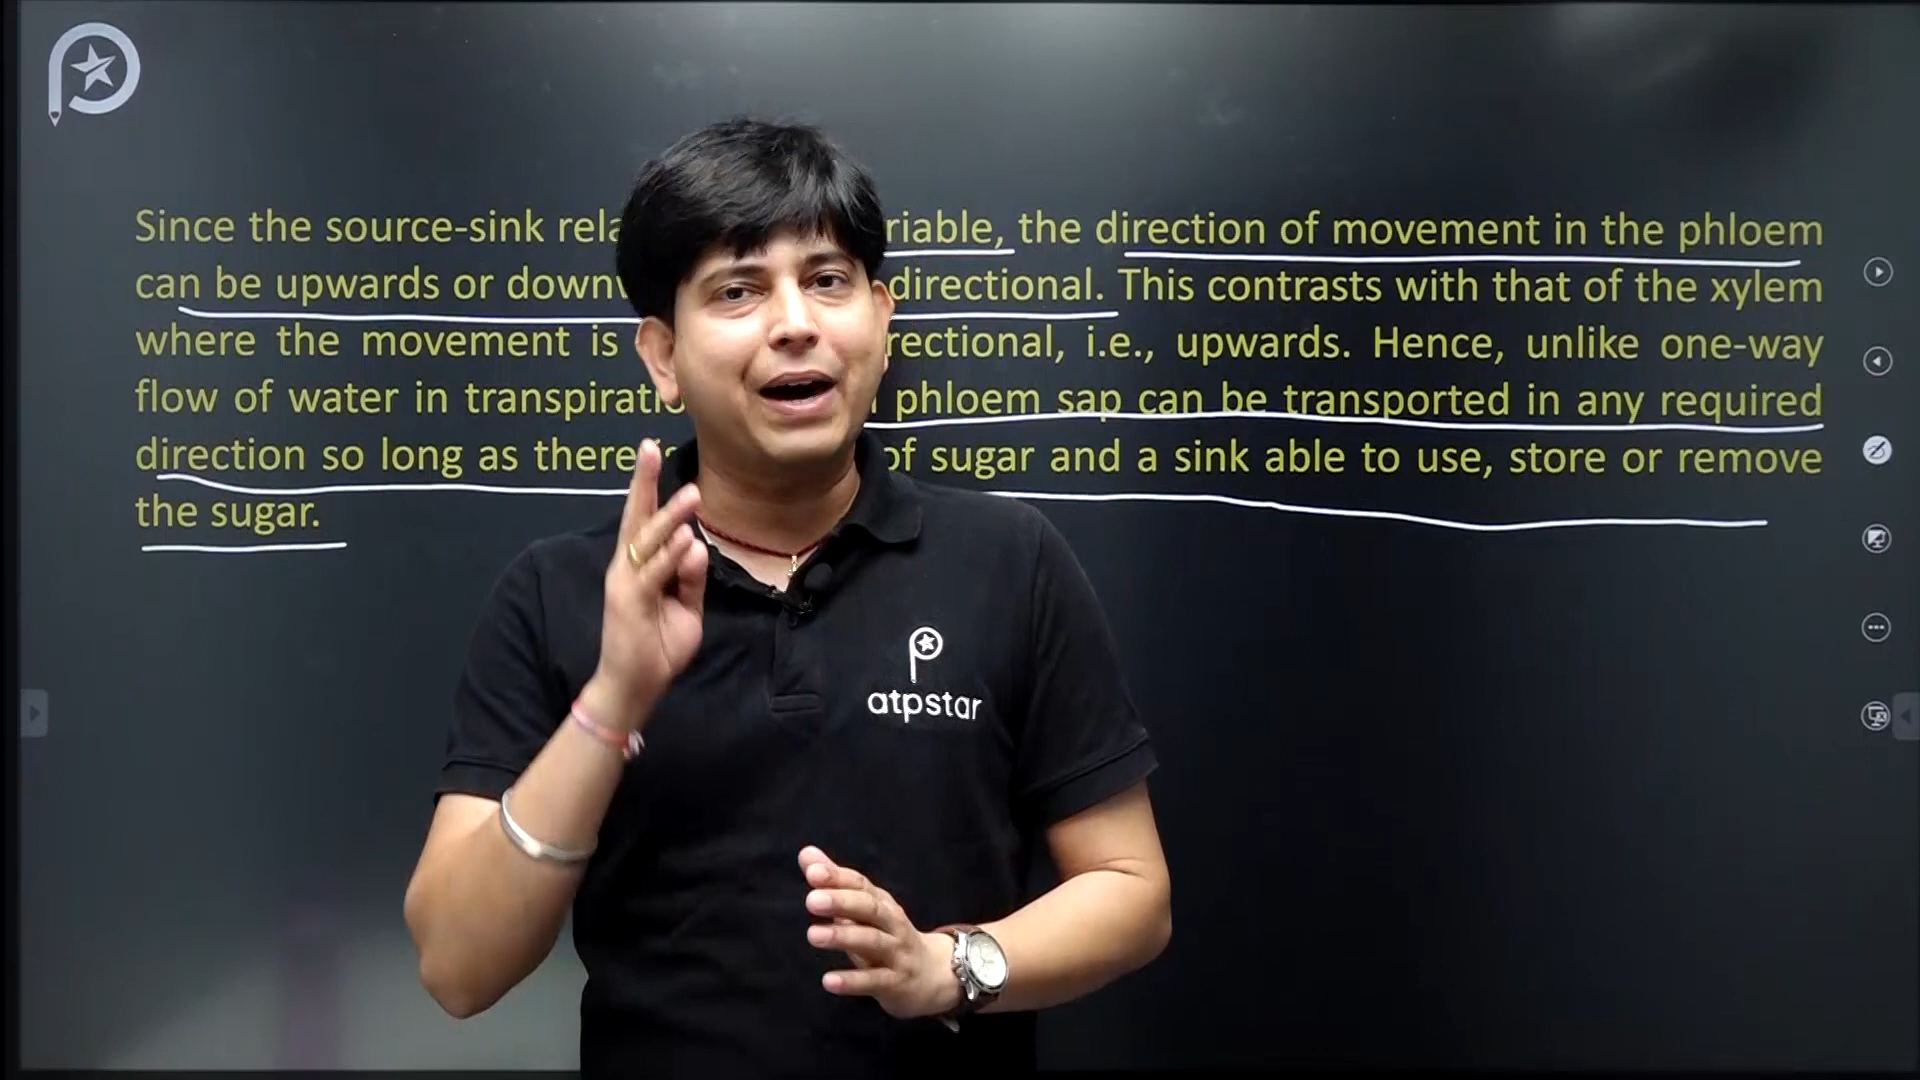 Since the source-sink rela riable, the direction of movement in the phloem
can be upwards or downw directional. This contrasts with that of the xylem
where the movement is rectional, i.e., upwards. Hence, unlike one-way
flow of water in transpiratio phloem sap can be transported in any required
direction so long as there is of sugar and a sink able to use, store or remove
the sugar.
atpstar